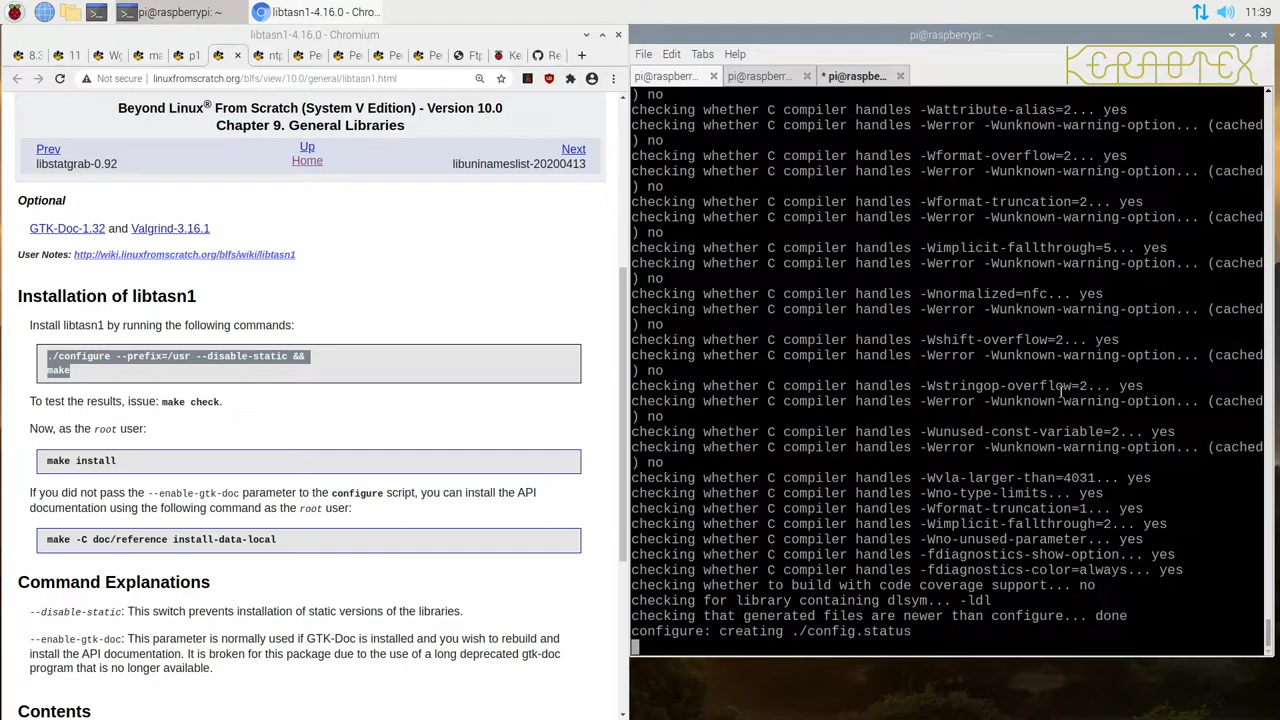 pi@raspberrypi: ~
libtasn1-4.16.0 - Chro...
11:39
libtasn1-4.16.0 - Chromium
8.3
11
Wg
ma
p1
ntp
Pe
Pe
Pe
Pe
Ftp
Ke
Re
Not secure | linuxfromscratch.org/blfs/view/10.0/general/libtasn1.html
Beyond Linux® From Scratch (System V Edition) - Version 10.0
Chapter 9. General Libraries
Prev
Up
Next
libstatgrab-0.92
Home
libuninameslist-20200413
Optional
GTK-Doc-1.32 and Valgrind-3.16.1
User Notes: http://wiki.linuxfromscratch.org/blfs/wiki/libtasn1
Installation of libtasn1
Install libtasn1 by running the following commands:
./configure --prefix=/usr --disable-static &&
make
To test the results, issue: make check.
Now, as the root user:
make install
If you did not pass the --enable-gtk-doc parameter to the configure script, you can install the API
documentation using the following command as the root user:
make -C doc/reference install-data-local
Command Explanations
--disable-static: This switch prevents installation of static versions of the libraries.
--enable-gtk-doc: This parameter is normally used if GTK-Doc is installed and you wish to rebuild and
install the API documentation. It is broken for this package due to the use of a long deprecated gtk-doc
program that is no longer available.
Contents
pi@raspberrypi: ~
File Edit Tabs Help
KERAOTEX
pi@raspberr...
pi@raspberr...
* pi@raspbe...
) no
checking whether C compiler handles -Wattribute-alias=2... yes
checking whether C compiler handles -Werror -Wunknown-warning-option... (cached
) no
checking whether C compiler handles -Wformat-overflow=2... yes
checking whether C compiler handles -Werror -Wunknown-warning-option... (cached
) no
checking whether C compiler handles -Wformat-truncation=2... yes
checking whether C compiler handles -Werror -Wunknown-warning-option... (cached
) no
checking whether C compiler handles -Wimplicit-fallthrough=5... yes
checking whether C compiler handles -Werror -Wunknown-warning-option... (cached
) no
checking whether C compiler handles -Wnormalized=nfc... yes
checking whether C compiler handles -Werror -Wunknown-warning-option... (cached
) no
checking whether C compiler handles -Wshift-overflow=2... yes
checking whether C compiler handles -Werror -Wunknown-warning-option... (cached
) no
checking whether C compiler handles -Wstringop-overflow=2... yes
checking whether C compiler handles -Werror -Wunknown-warning-option... (cached
) no
checking whether C compiler handles -Wunused-const-variable=2... yes
checking whether C compiler handles -Werror -Wunknown-warning-option... (cached
) no
checking whether C compiler handles -Wvla-larger-than=4031... yes
checking whether C compiler handles -Wno-type-limits... yes
checking whether C compiler handles -Wformat-truncation=1... yes
checking whether C compiler handles -Wimplicit-fallthrough=2... yes
checking whether C compiler handles -Wno-unused-parameter... yes
checking whether C compiler handles -fdiagnostics-show-option... yes
checking whether C compiler handles -fdiagnostics-color=always... yes
checking whether to build with code coverage support... no
checking for library containing dlsym... -ldl
checking that generated files are newer than configure... done
configure: creating ./config.status